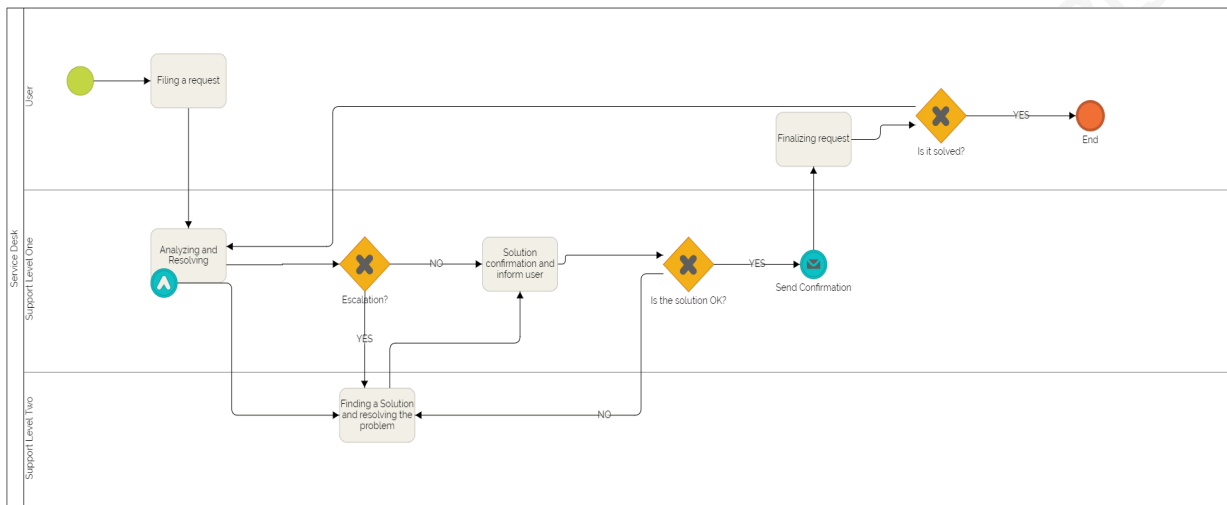 Service Desk
User
Filing a request
Finalizing request
Is it solved?
YES
End
Support Level One
Analyzing and
Resolving
Escalation?
NO
YES
Solution
confirmation and
inform user
Is the solution OK?
YES
Send Confirmation
NO
Support Level Two
Finding a Solution
and resolving the
problem